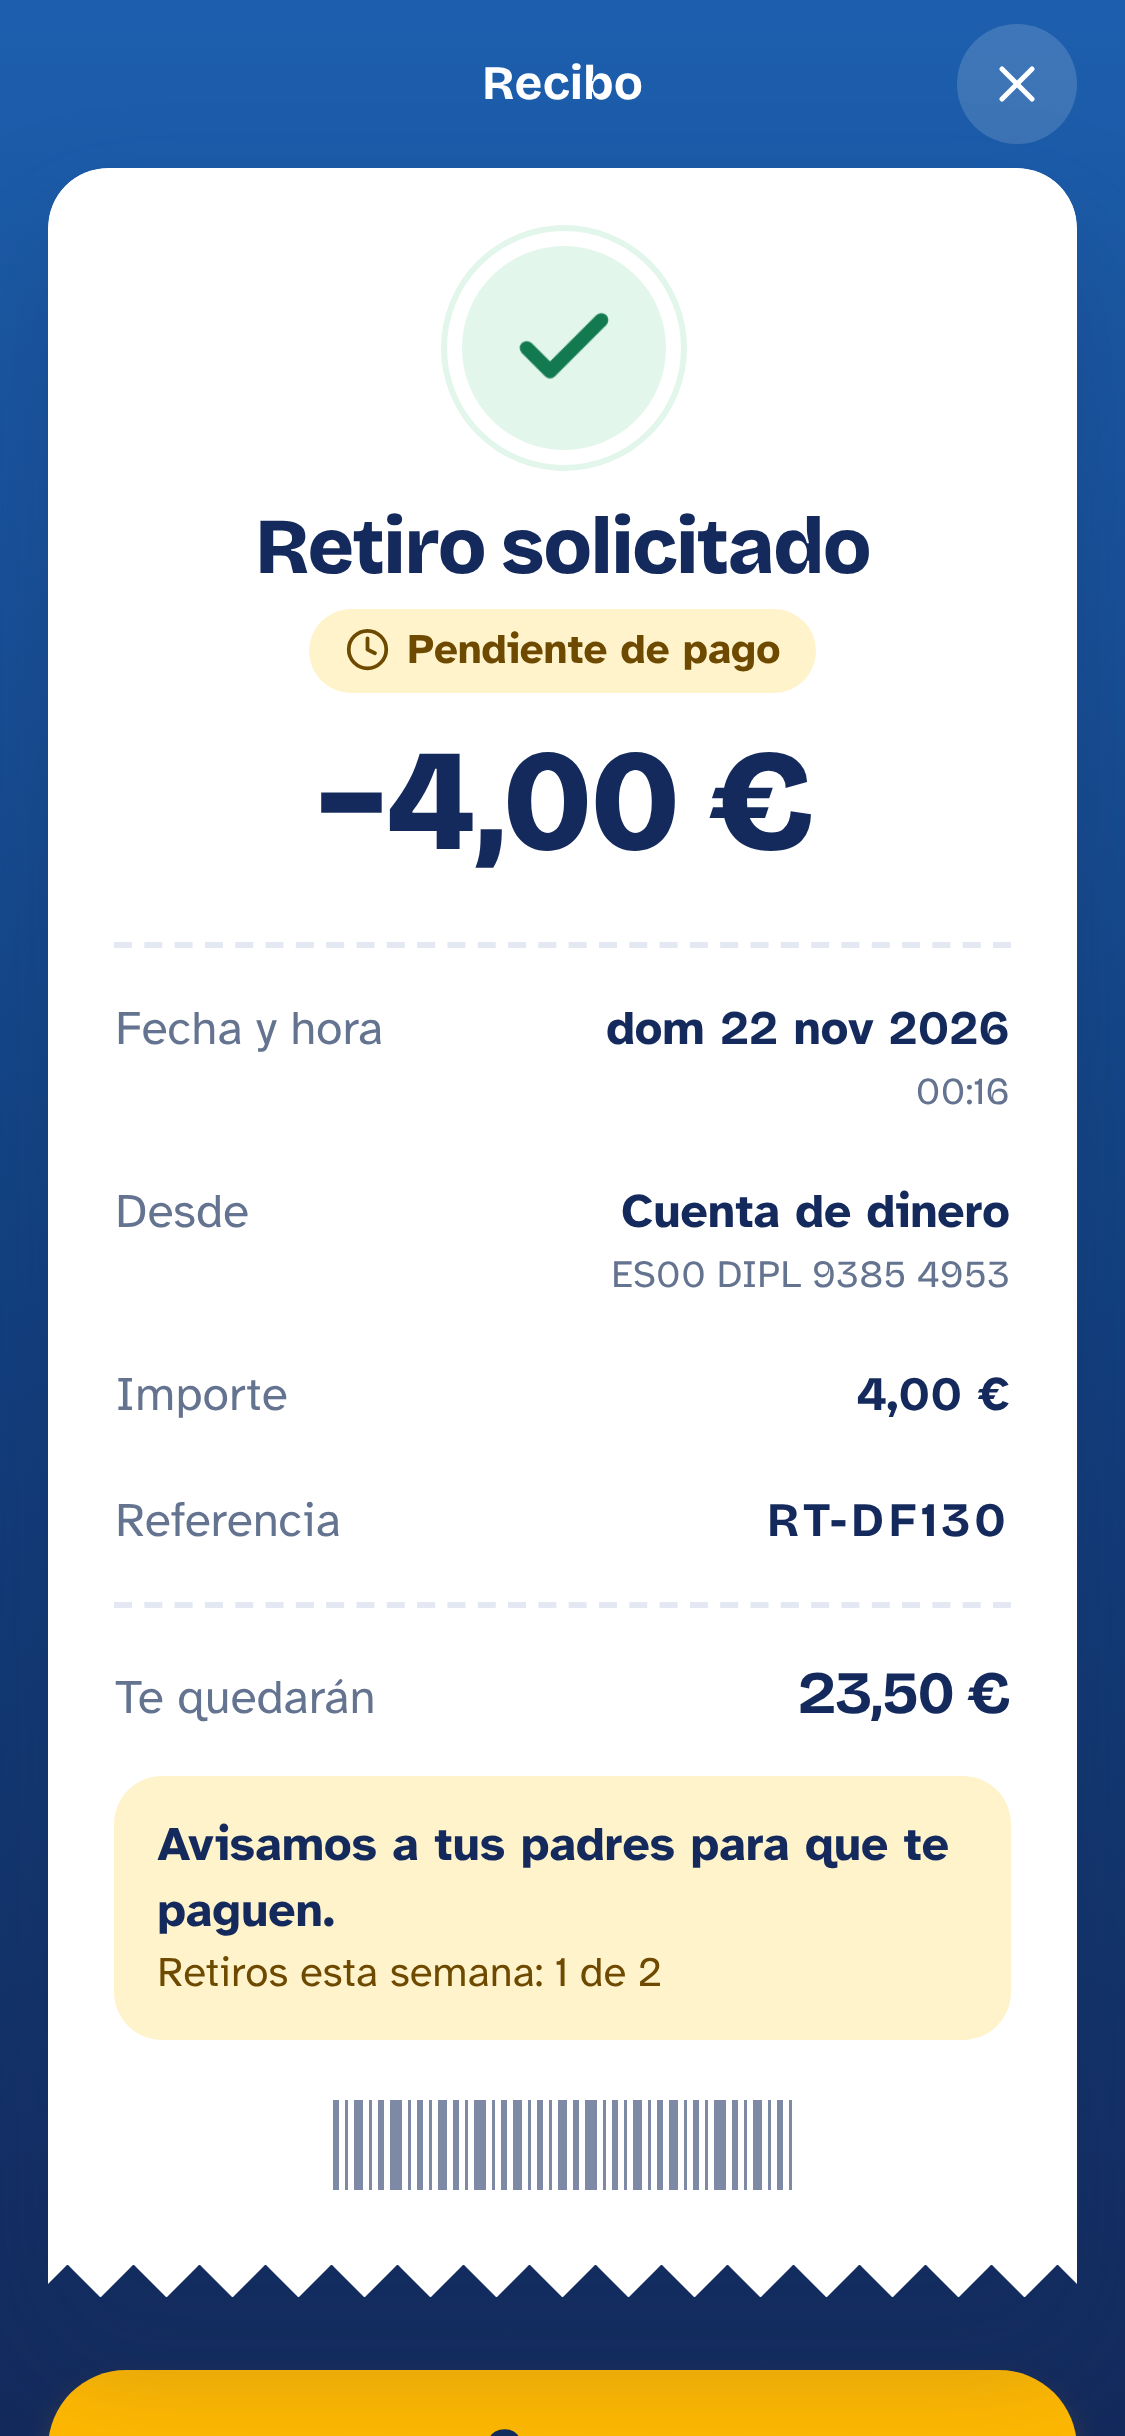 Recibo
Retiro solicitado
Pendiente de pago
−4,00 €
Fecha y hora
dom 22 nov 2026
00:16
Desde
Cuenta de dinero
ES00 DIPL 9385 4953
Importe
4,00 €
Referencia
RT-DF130
Te quedarán
23,50 €
Avisamos a tus padres para que te
paguen.
Retiros esta semana: 1 de 2